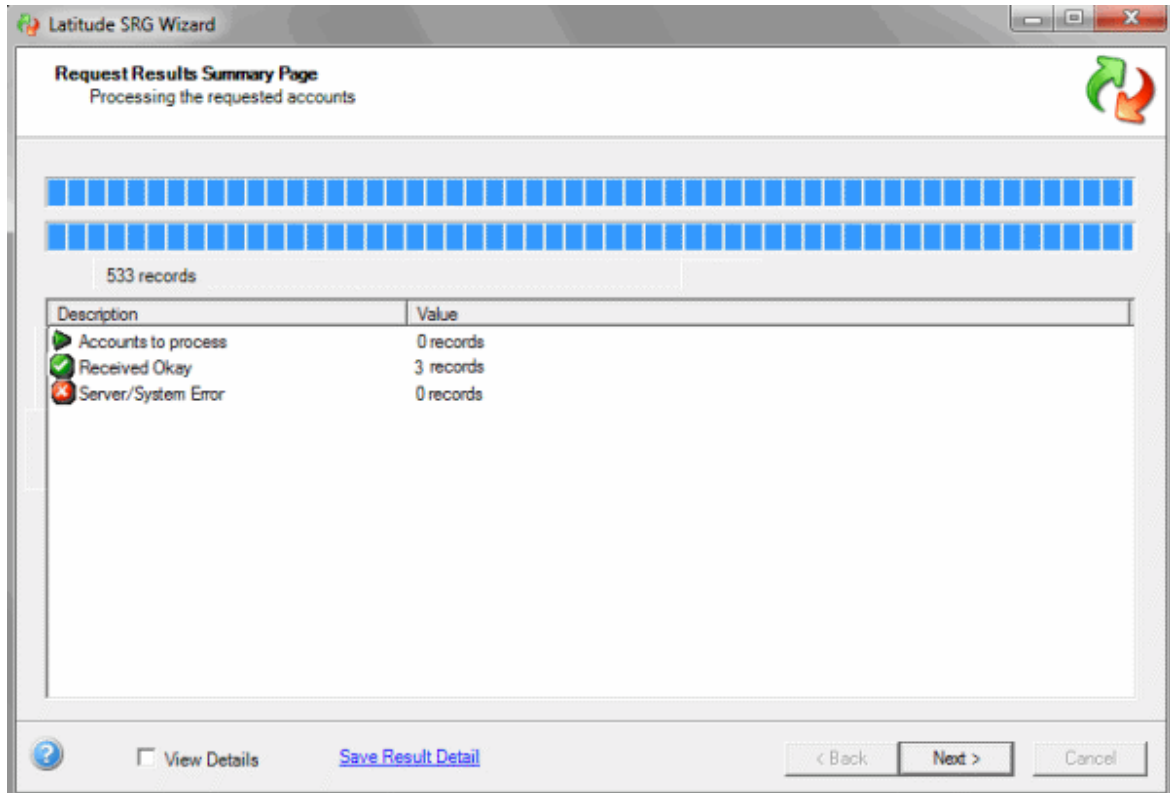 Latitude SRG Wizard
Request Results Summary Page
Processing the requested accounts
533 records
Description Value
Accounts to process 0 records
Received Okay 3 records
Server/System Error 0 records
? View Details Save Result Detail < Back Next > Cancel